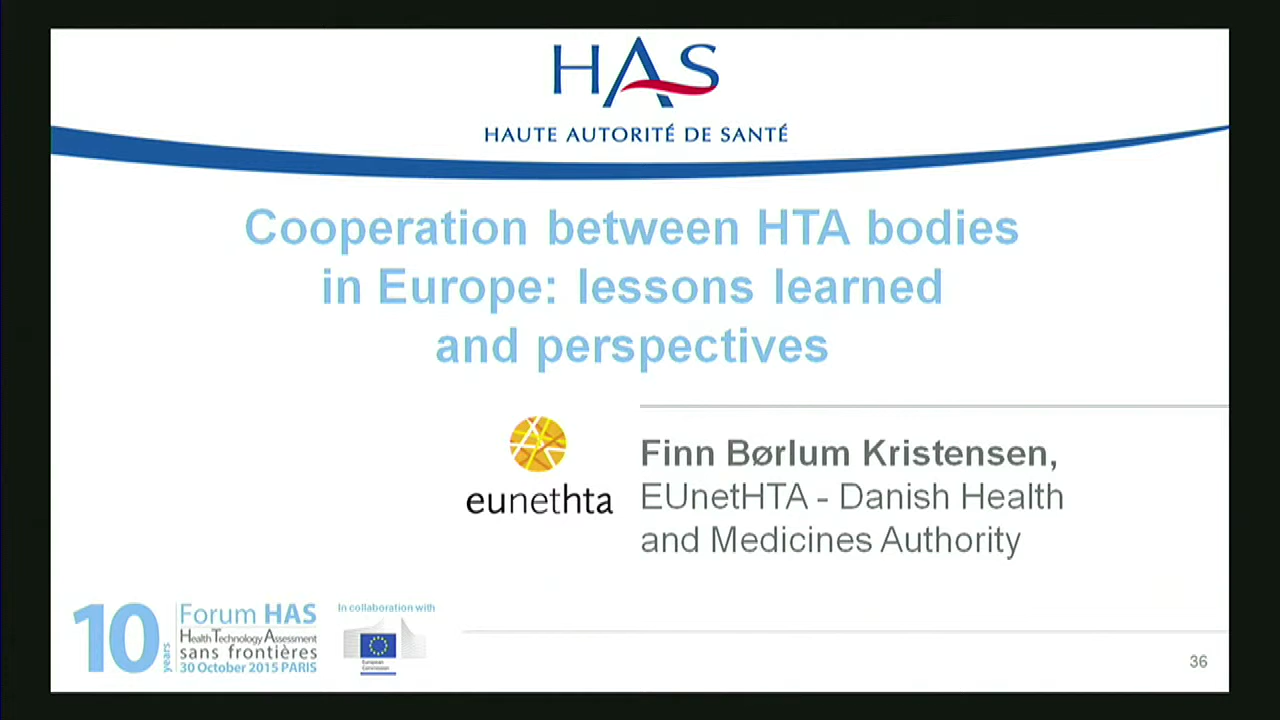 HAS
HAUTE AUTORITÉ DE SANTÉ
Cooperation between HTA bodies
in Europe: lessons learned
and perspectives
eunethta
Finn Børlum Kristensen,
EUnetHTA - Danish Health
and Medicines Authority
10 years
Forum HAS
Health Technology Assessment
sans frontières
30 October 2015 PARIS
In collaboration with
European
Commission
36